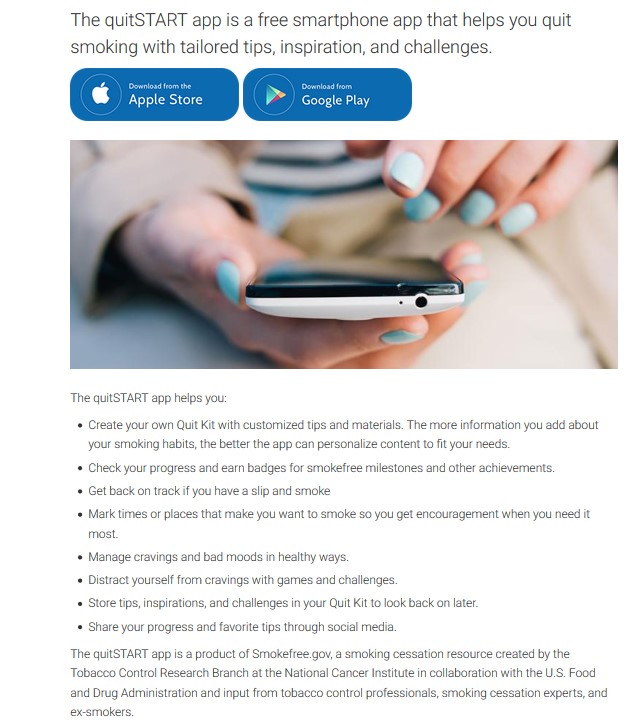 The quitSTART app is a free smartphone app that helps you quit
smoking with tailored tips, inspiration, and challenges.
Download from the
Apple Store
Download from
Google Play
The quitSTART app helps you:
• Create your own Quit Kit with customized tips and materials. The more information you add about
your smoking habits, the better the app can personalize content to fit your needs.
• Check your progress and earn badges for smokefree milestones and other achievements.
• Get back on track if you have a slip and smoke
• Mark times or places that make you want to smoke so you get encouragement when you need it
most.
• Manage cravings and bad moods in healthy ways.
• Distract yourself from cravings with games and challenges.
• Store tips, inspirations, and challenges in your Quit Kit to look back on later.
• Share your progress and favorite tips through social media.
The quitSTART app is a product of Smokefree.gov, a smoking cessation resource created by the
Tobacco Control Research Branch at the National Cancer Institute in collaboration with the U.S. Food
and Drug Administration and input from tobacco control professionals, smoking cessation experts, and
ex-smokers.